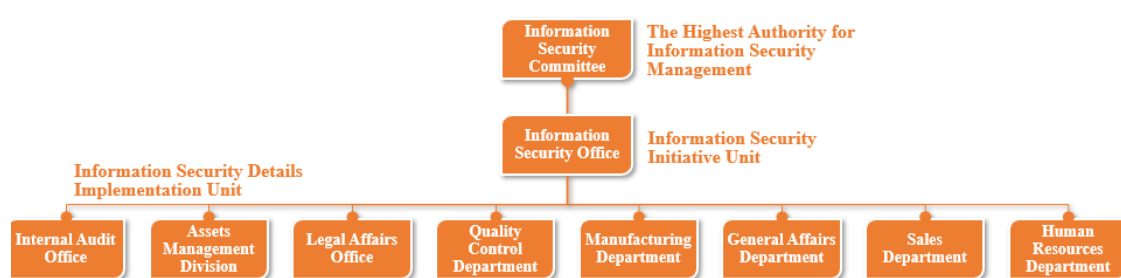 Information
Security
Committee
The Highest Authority for
Information Security
Management
Information
Security Office
Information Security
Initiative Unit
Information Security Details
Implementation Unit
Internal Audit
Office
Assets
Management
Division
Legal Affairs
Office
Quality
Control
Department
Manufacturing
Department
General Affairs
Department
Sales
Department
Human
Resources
Department